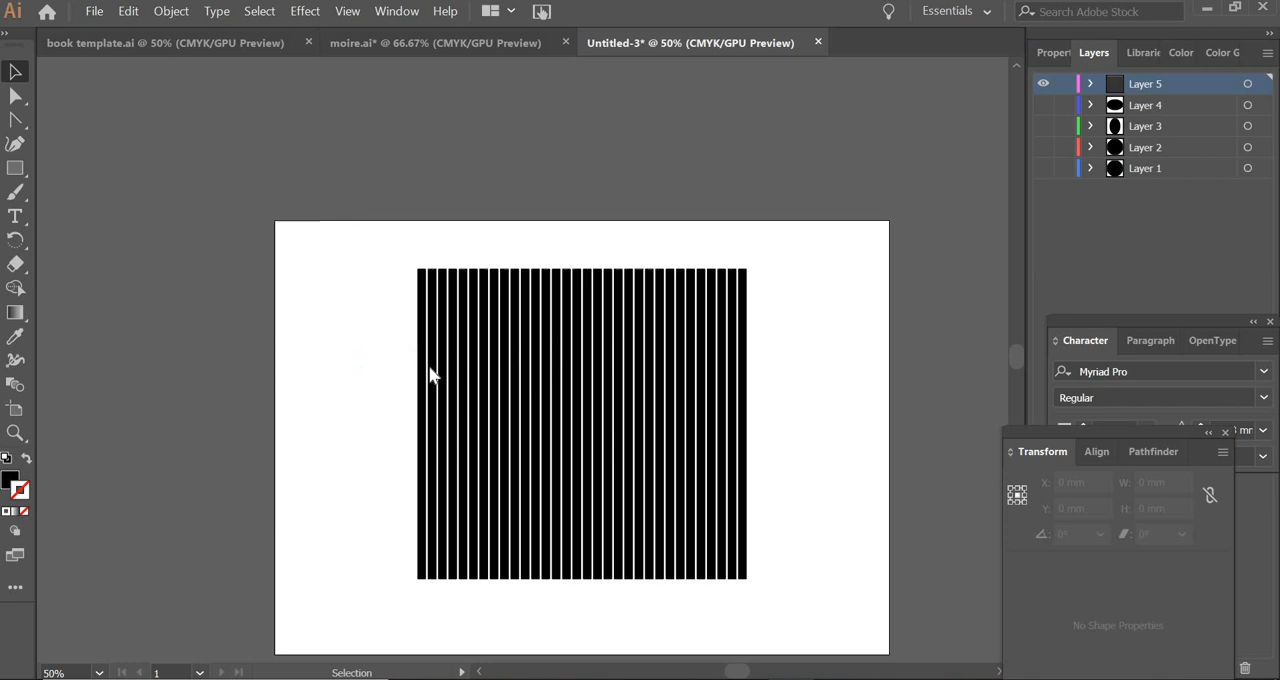 Ai File Edit Object Type Select Effect View Window Help Essentials Search Adobe Stock
book template.ai @ 50% (CMYK/GPU Preview) × moire.ai* @ 66.67% (CMYK/GPU Preview) × Untitled-3* @ 50% (CMYK/GPU Preview) ×
Propert Layers Librarie Color Color G
Layer 5
Layer 4
Layer 3
Layer 2
Layer 1
Character Paragraph OpenType
Myriad Pro
Regular
mm
Transform Align Pathfinder
X: 0 mm W: 0 mm
Y: 0 mm H: 0 mm
0° 0°
No Shape Properties
50% 1 Selection